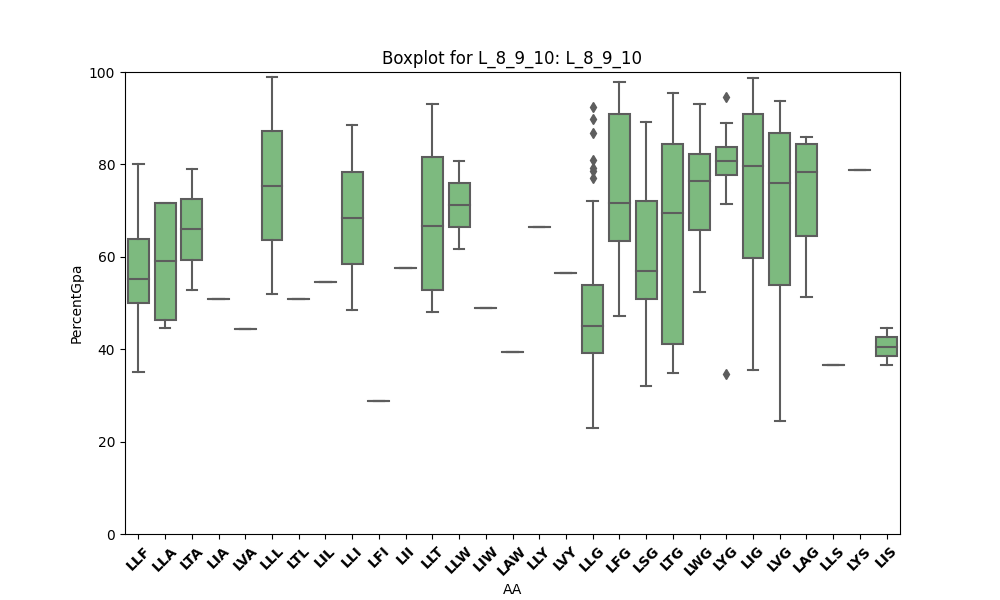 Boxplot for L_8_9_10: L_8_9_10
100
80
60
40
20
0
PercentGpa
LLF LLA LTA LIA LVA LLL LTL LIL LLI LFI LII LLT LLW LIW LAW LLY LVY LLG LFG LSG LTG LWG LYG LIG LVG LAG LLS LYS LIS
AA